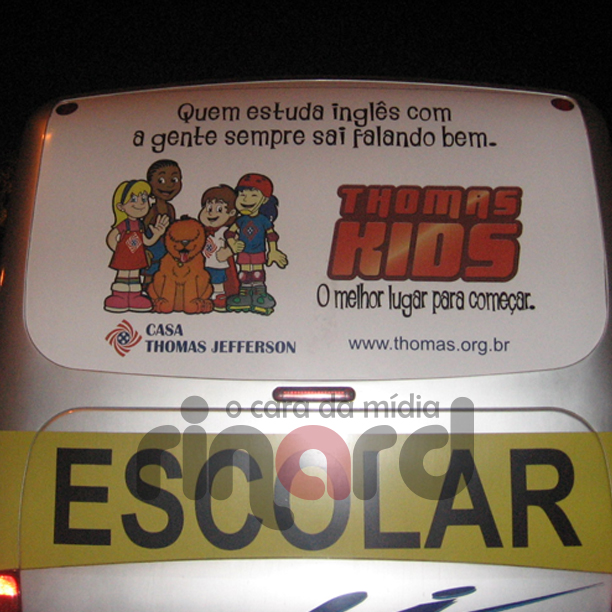 Quem estuda inglês com
a gente sempre sai falando bem.
THOMAS
KIDS
O melhor lugar para começar.
CASA
THOMAS JEFFERSON
www.thomas.org.br
o cara da mídia
ricard
ESCOLAR